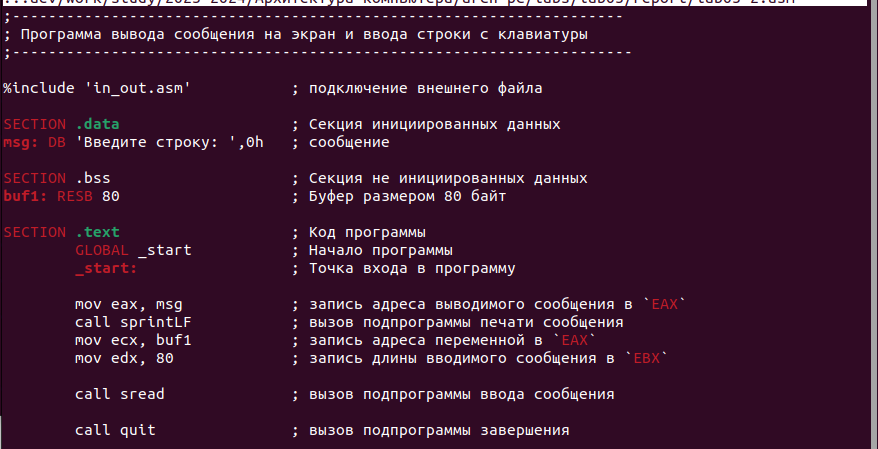 ;--------------------------------------------------------------------
; Программа вывода сообщения на экран и ввода строки с клавиатуры
;---------------------------------------------------------------------
%include 'in_out.asm' ; подключение внешнего файла
SECTION .data ; Секция инициированных данных
msg: DB 'Введите строку: ',0h ; сообщение
SECTION .bss ; Секция не инициированных данных
buf1: RESB 80 ; Буфер размером 80 байт
SECTION .text ; Код программы
GLOBAL _start ; Начало программы
_start: ; Точка входа в программу
mov eax, msg ; запись адреса выводимого сообщения в `EAX`
call sprintLF ; вызов подпрограммы печати сообщения
mov ecx, buf1 ; запись адреса переменной в `EAX`
mov edx, 80 ; запись длины вводимого сообщения в `EBX`
call sread ; вызов подпрограммы ввода сообщения
call quit ; вызов подпрограммы завершения